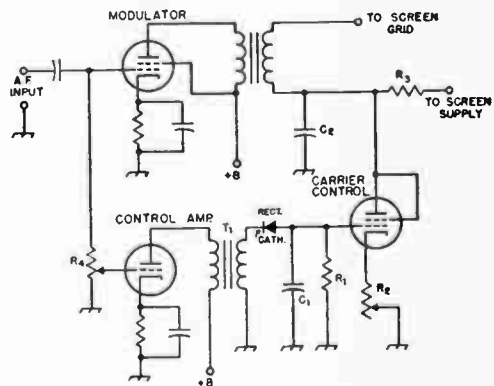 MODULATOR
TO SCREEN
GRID
A.F.
INPUT
R3
TO SCREEN
SUPPLY
C2
+B
CARRIER
CONTROL
CONTROL AMP.
T1
RECT.
P
CATH.
R4
C1
R1
R2
+B